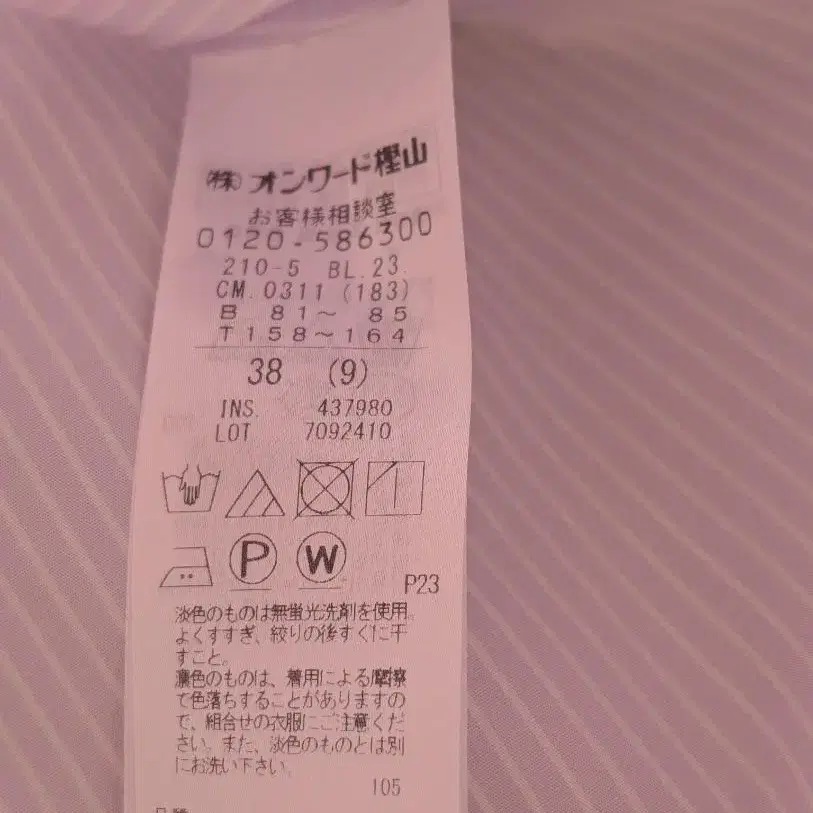 (株)オンワード樫山
お客様相談室
0120-586300
210-5 BL.23.
CM.0311 (183)
B 81～ 85
T158～164
38 (9)
INS. 437980
LOT 7092410
P W
P23
淡色のものは無蛍光洗剤を使用。
よくすすぎ、絞りの後すぐに干
すこと。
濃色のものは、着用による摩擦
で色落ちすることがありますの
で、組合せの衣服にご注意くだ
さい。また、淡色のものとは別
にお洗い下さい。
105